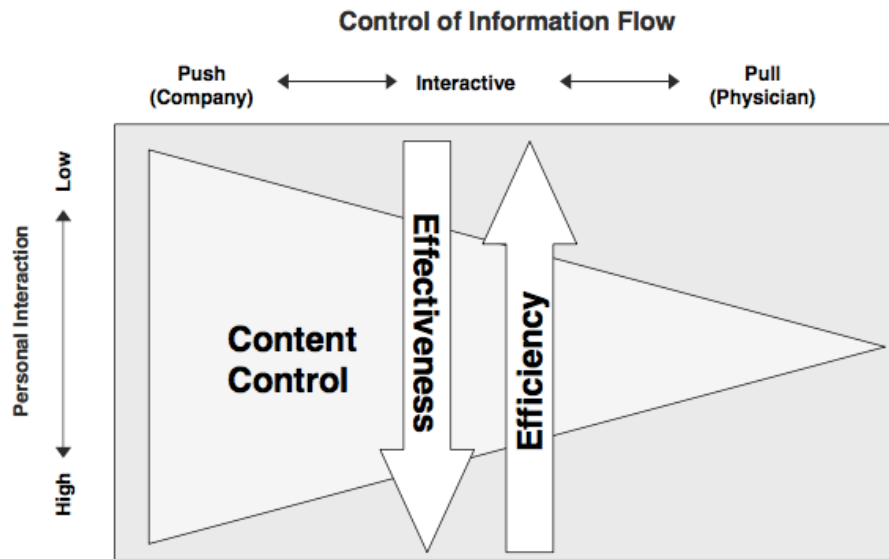 Control of Information Flow
Push
(Company)
Interactive
Pull
(Physician)
Low
Personal Interaction
High
Content
Control
Effectiveness
Efficiency